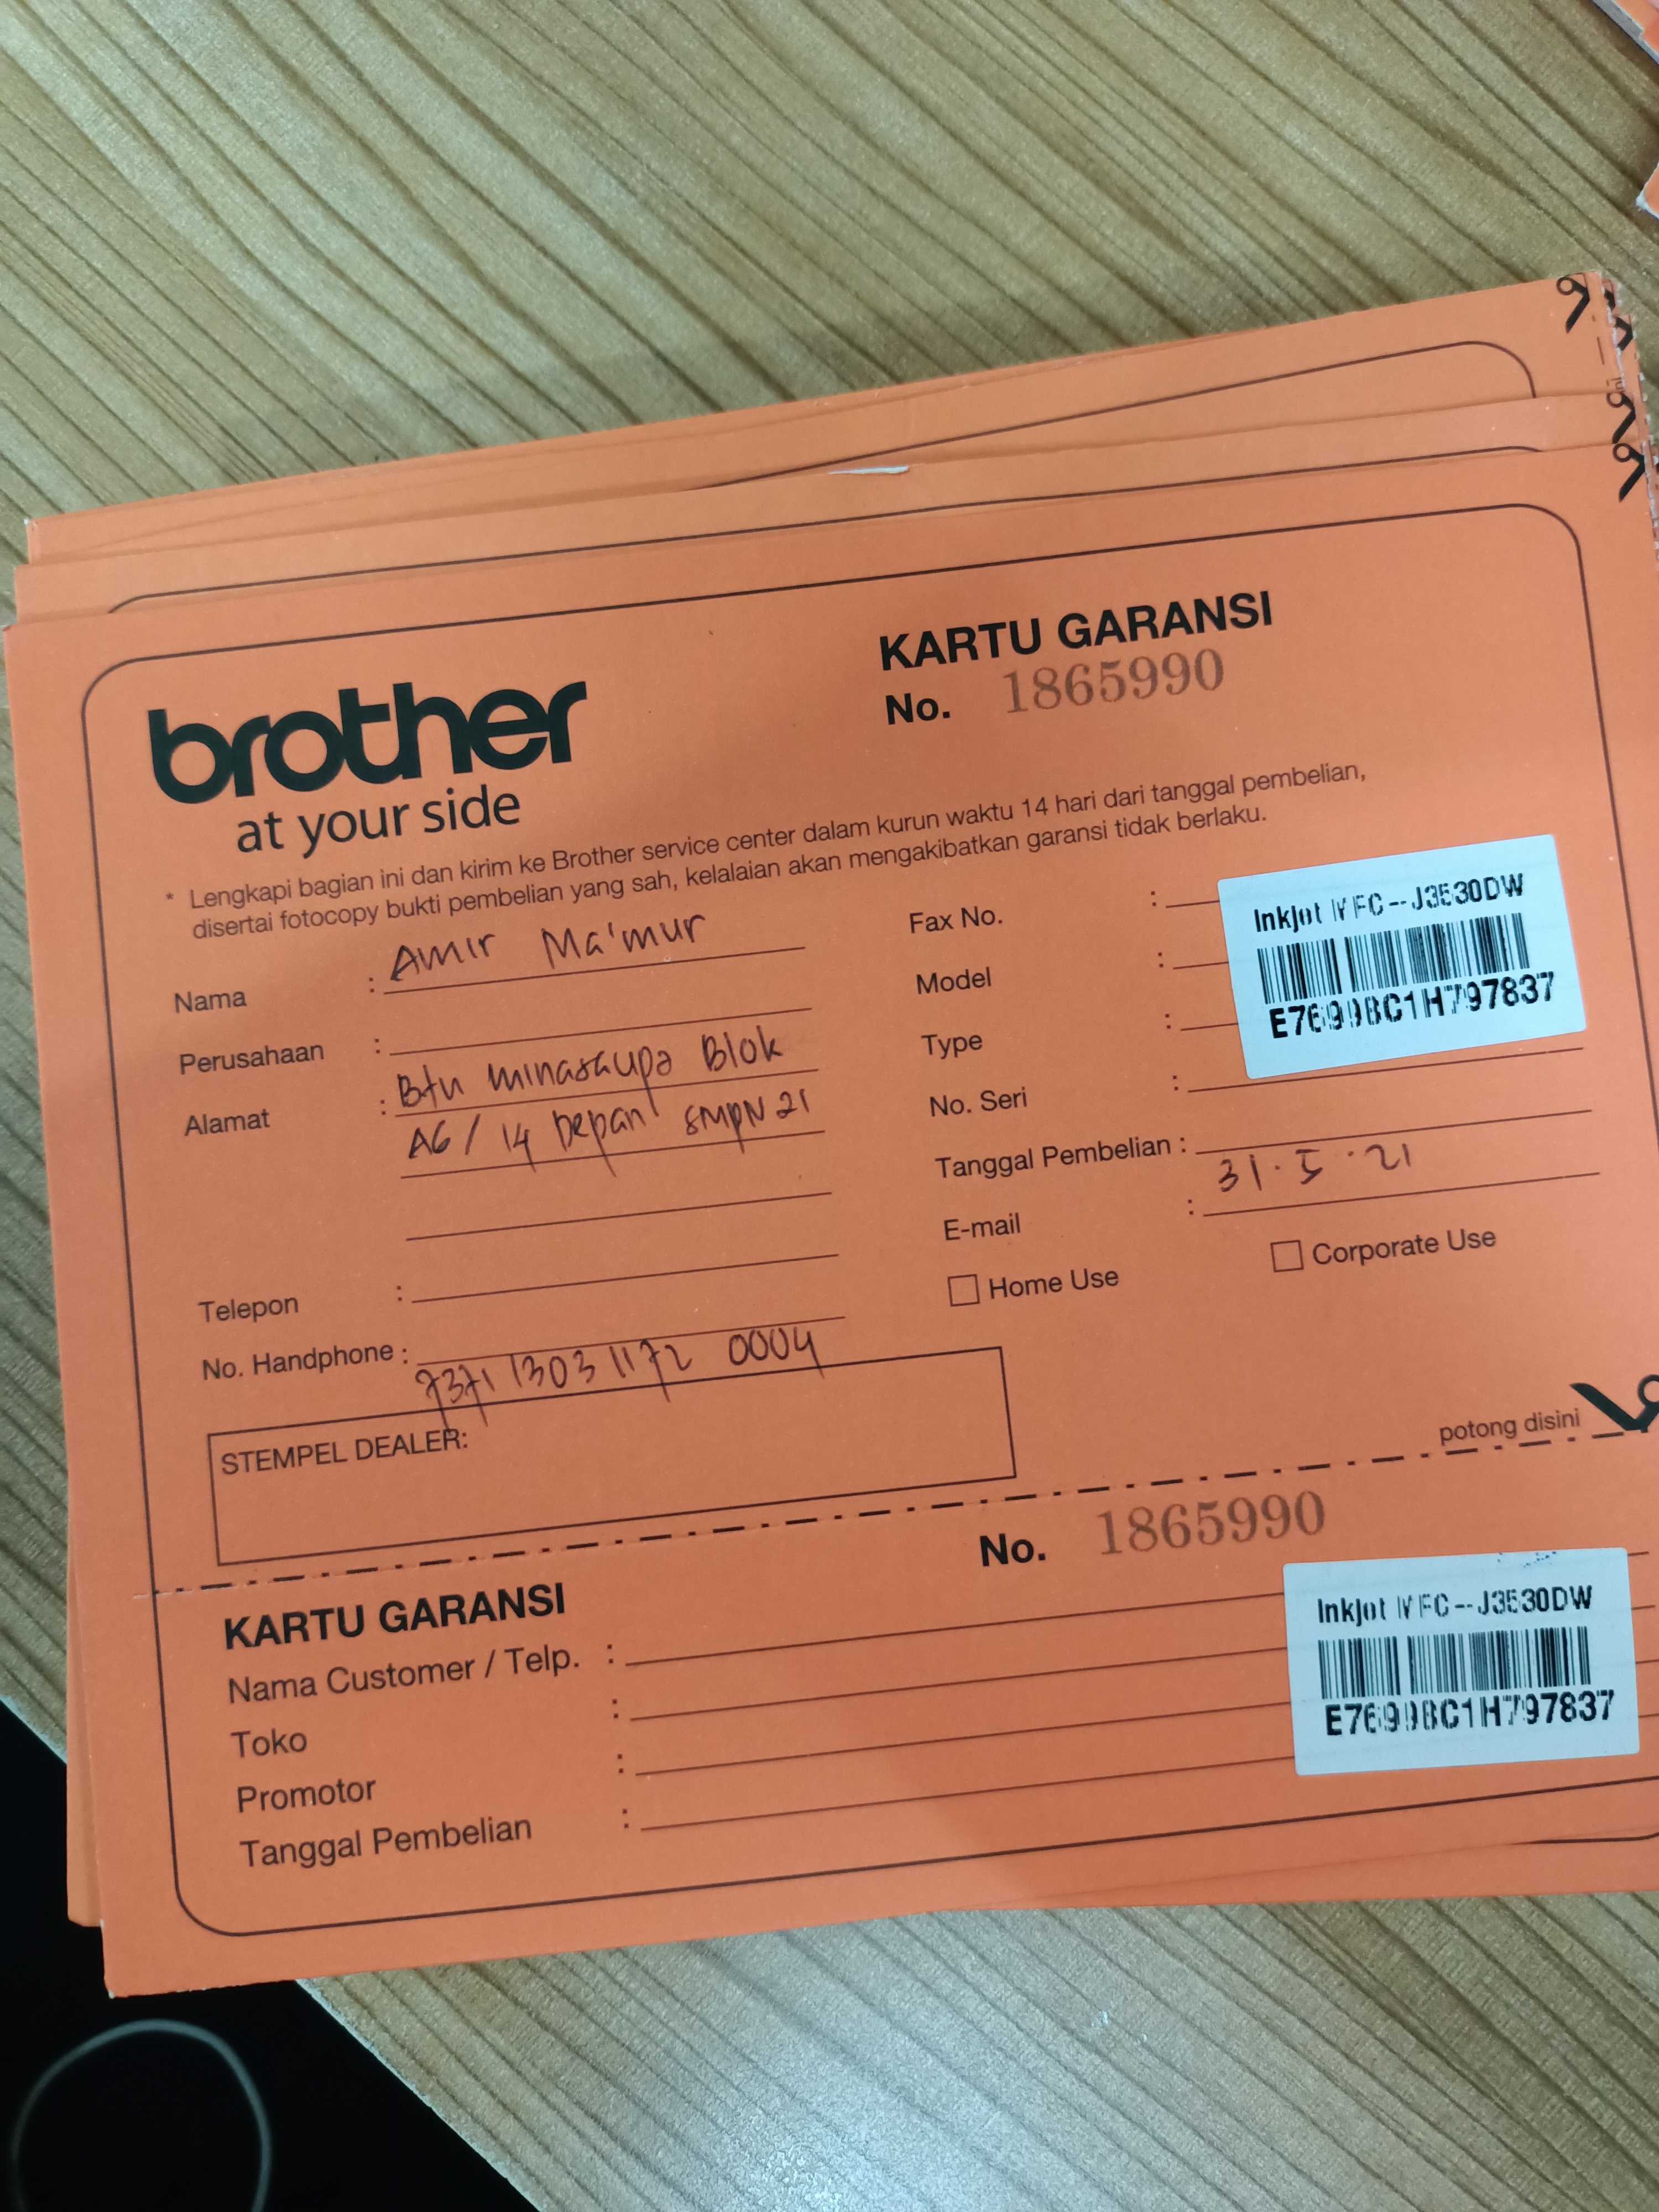 brother
at your side
KARTU GARANSI
No. 1865990
* Lengkapi bagian ini dan kirim ke Brother service center dalam kurun waktu 14 hari dari tanggal pembelian,
disertai fotocopy bukti pembelian yang sah, kelalaian akan mengakibatkan garansi tidak berlaku.
Nama : Amir Ma'mur
Perusahaan :
Alamat : Btn minasaupa Blok
A6 / 14 Depan SMPN 21
Telepon :
No. Handphone : 7371 1303 1172 0004
STEMPEL DEALER:
Fax No. :
Model :
Type :
No. Seri :
Tanggal Pembelian : 31.5.21
E-mail :
Home Use
Corporate Use
InkJet MFC--J3530DW
E76998C1H797837
potong disini
No. 1865990
KARTU GARANSI
Nama Customer / Telp. :
Toko :
Promotor :
Tanggal Pembelian :
InkJet MFC--J3530DW
E76998C1H797837